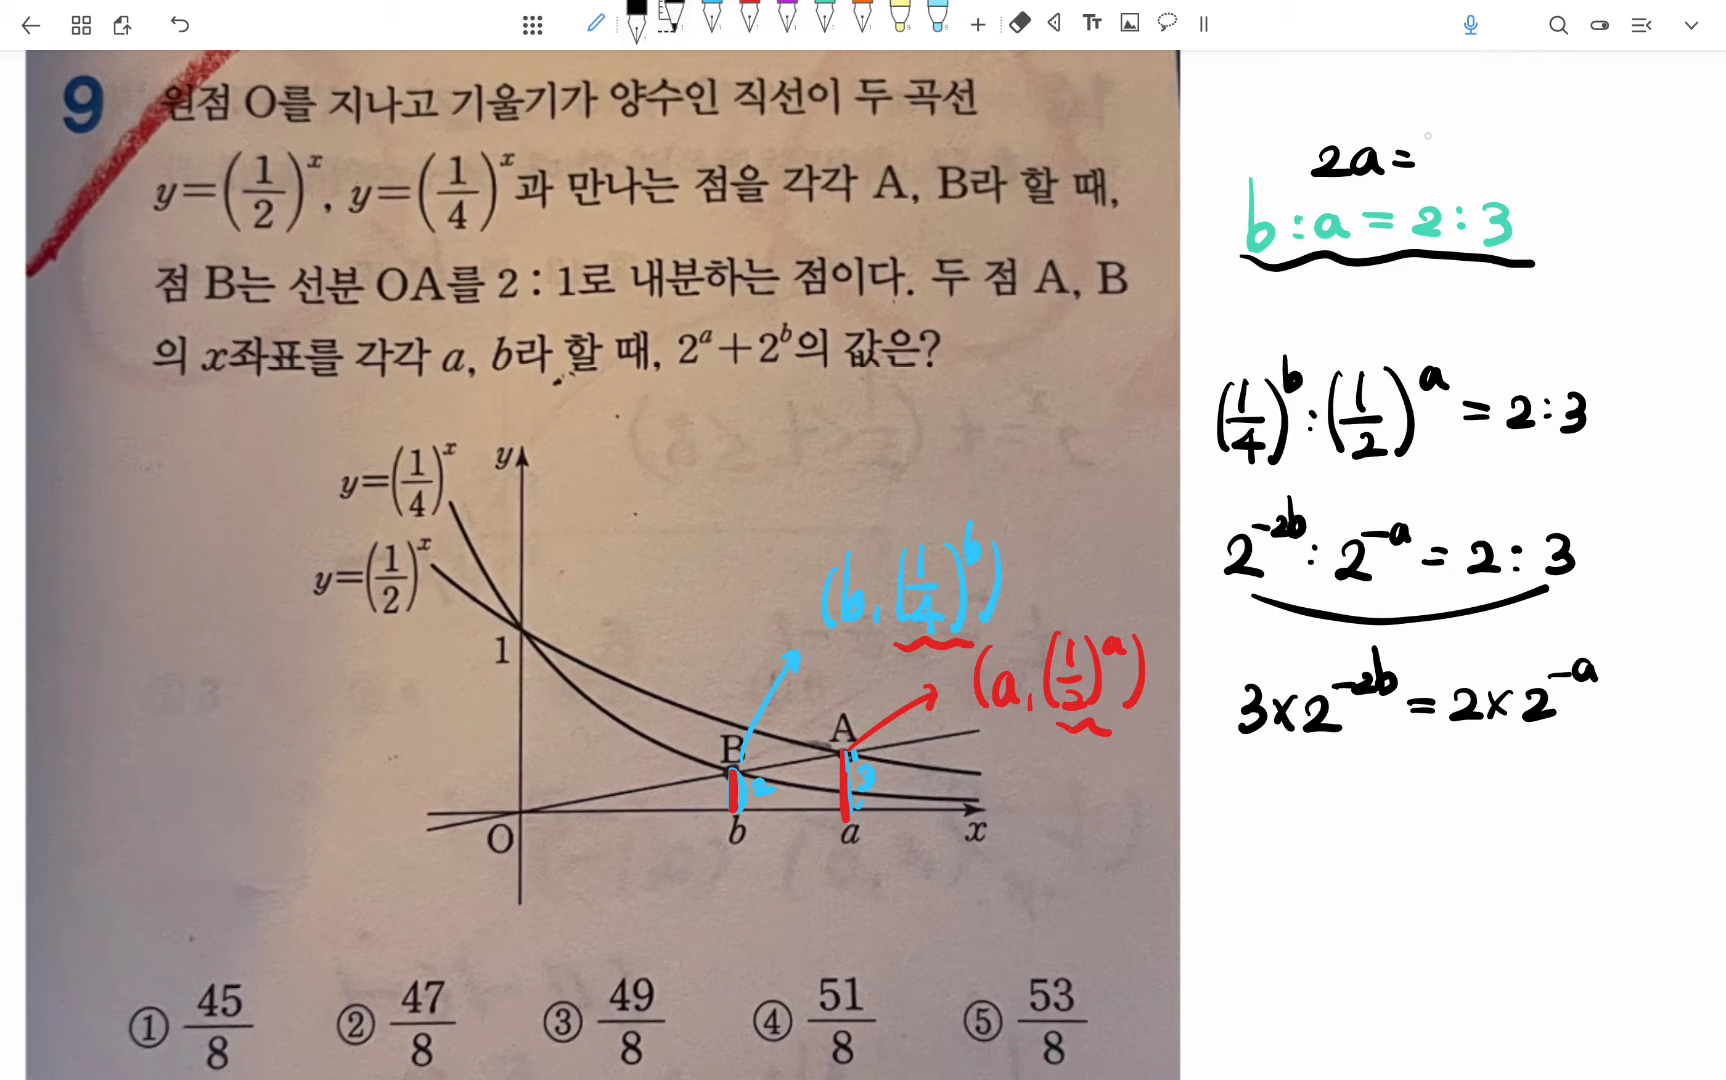 9 원점 O를 지나고 기울기가 양수인 직선이 두 곡선
y=(1/2)^x, y=(1/4)^x과 만나는 점을 각각 A, B라 할 때,
점 B는 선분 OA를 2 : 1로 내분하는 점이다. 두 점 A, B
의 x좌표를 각각 a, b라 할 때, 2^a+2^b의 값은?
y=(1/4)^x
y
y=(1/2)^x
1
(b, (1/4)^b)
(a, (1/2)^a)
B
A
2
3
O
b
a
x
① 45/8 ② 47/8 ③ 49/8 ④ 51/8 ⑤ 53/8
2a=
b:a=2:3
(1/4)^b:(1/2)^a=2:3
2^-2b:2^-a=2:3
3×2^-2b=2×2^-a